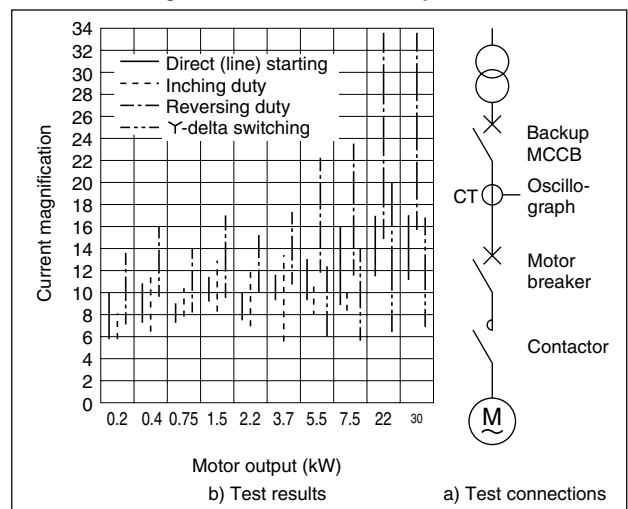 34
32
30
28
26
24
22
20
18
16
14
12
10
8
6
4
2
0
Current magnification
Direct (line) starting
Inching duty
Reversing duty
Y-delta switching
0.2 0.4 0.75 1.5 2.2 3.7 5.5 7.5 22 30
Motor output (kW)
b) Test results
Backup
MCCB
CT
Oscillo-
graph
Motor
breaker
Contactor
M
~
a) Test connections